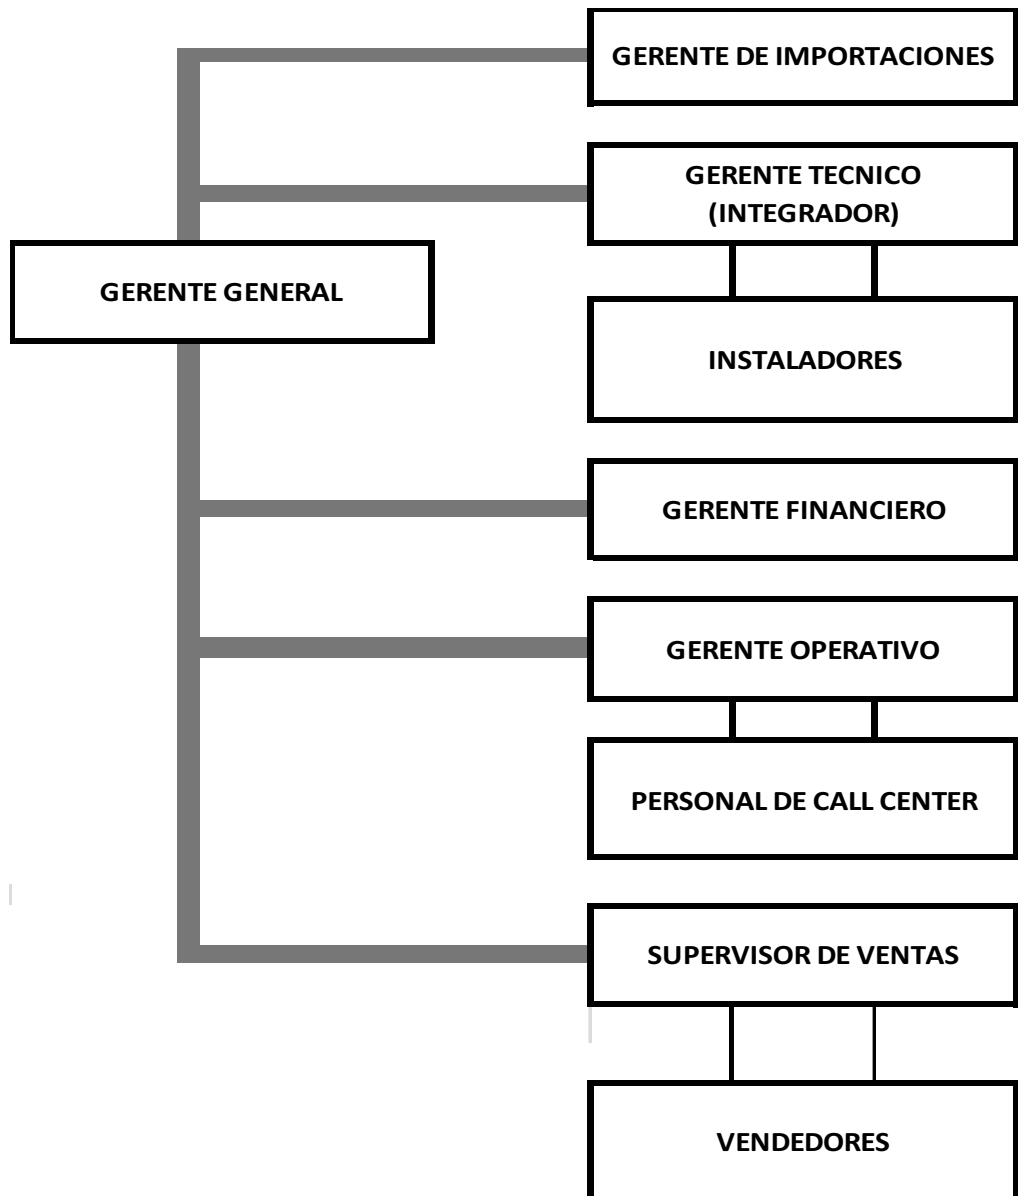 GERENTE DE IMPORTACIONES
GERENTE TECNICO
(INTEGRADOR)
GERENTE GENERAL
INSTALADORES
GERENTE FINANCIERO
GERENTE OPERATIVO
PERSONAL DE CALL CENTER
SUPERVISOR DE VENTAS
VENDEDORES